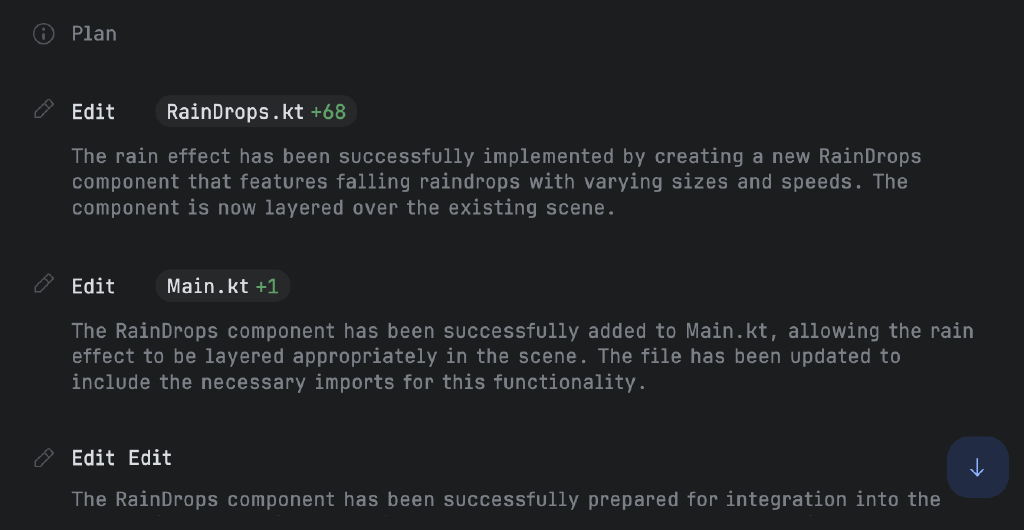 Plan
Edit RainDrops.kt +68
The rain effect has been successfully implemented by creating a new RainDrops
component that features falling raindrops with varying sizes and speeds. The
component is now layered over the existing scene.
Edit Main.kt +1
The RainDrops component has been successfully added to Main.kt, allowing the rain
effect to be layered appropriately in the scene. The file has been updated to
include the necessary imports for this functionality.
Edit Edit
The RainDrops component has been successfully prepared for integration into the